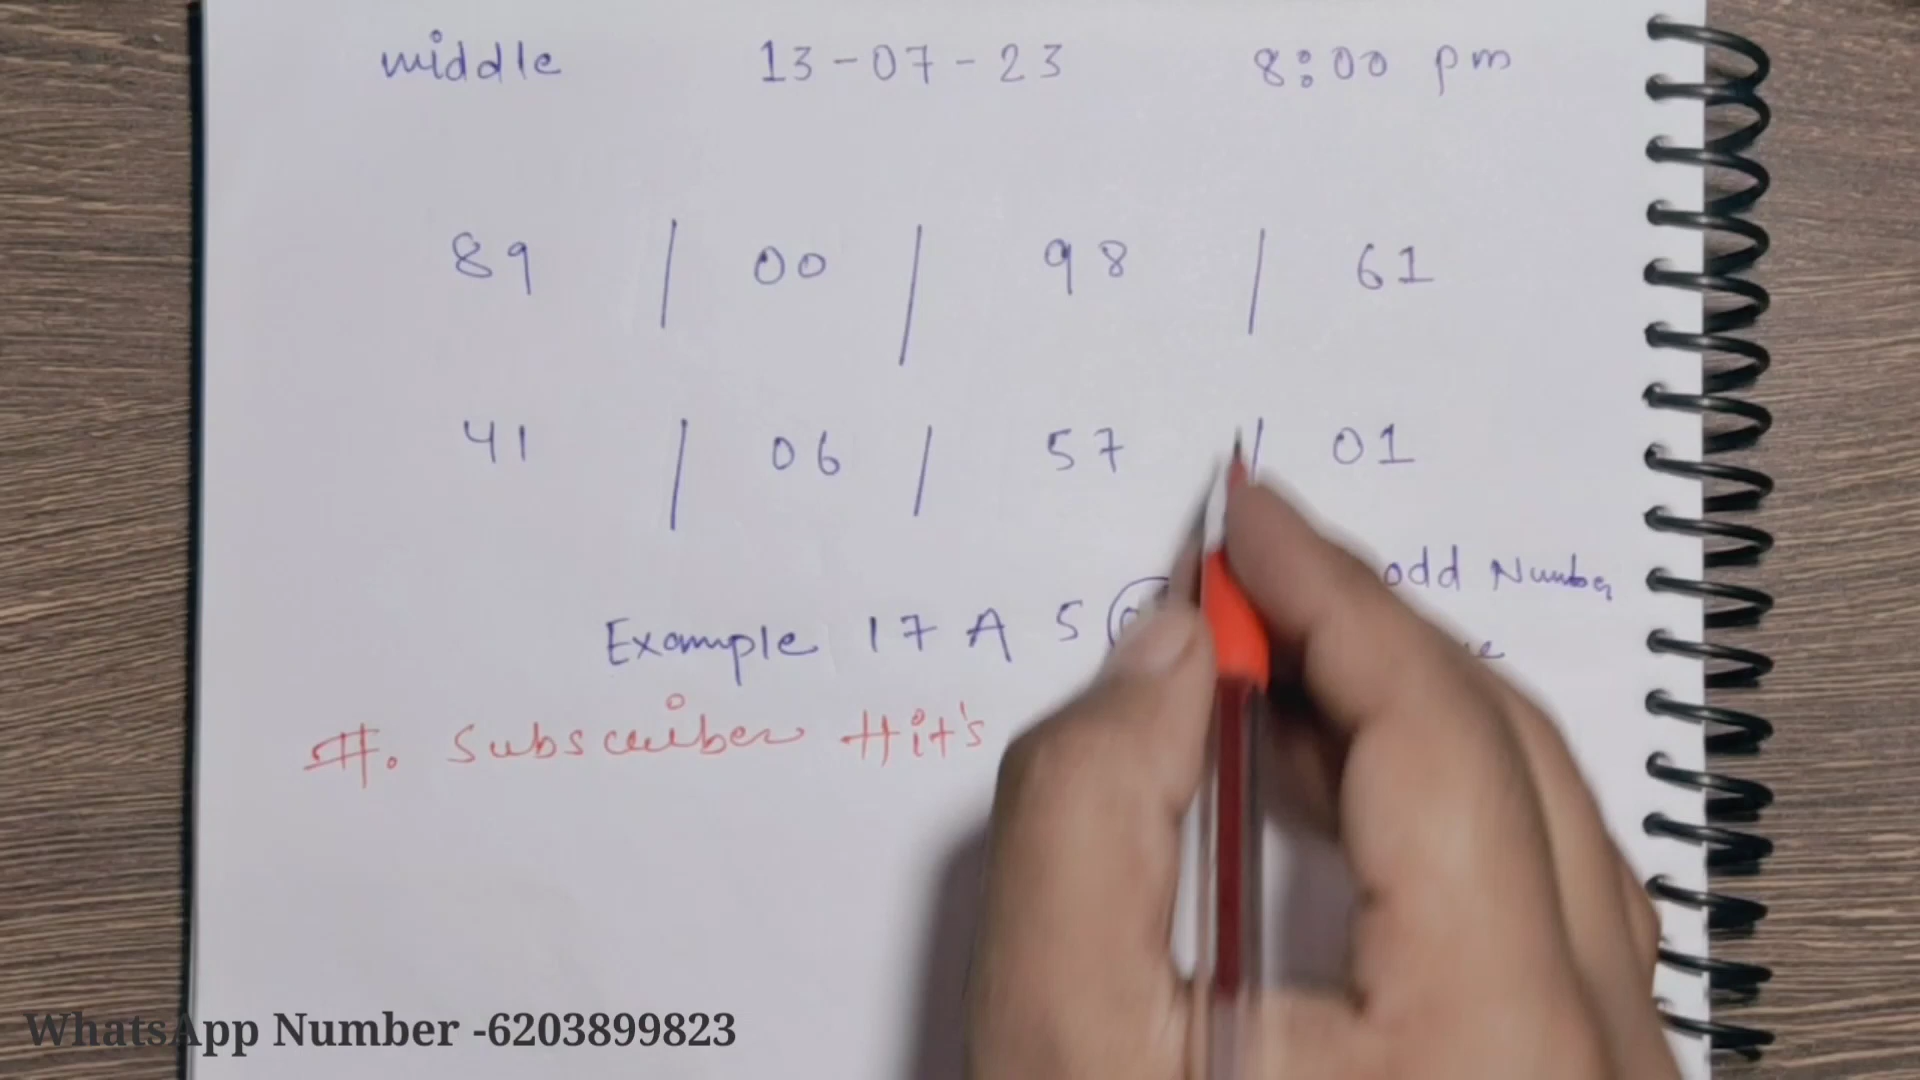 middle 13-07-23 8:00 pm
89 / 00 / 98 / 61
41 / 06 / 57 / 01
odd Number
Example 17 A 5
#. Subscriber Hit's
WhatsApp Number -6203899823